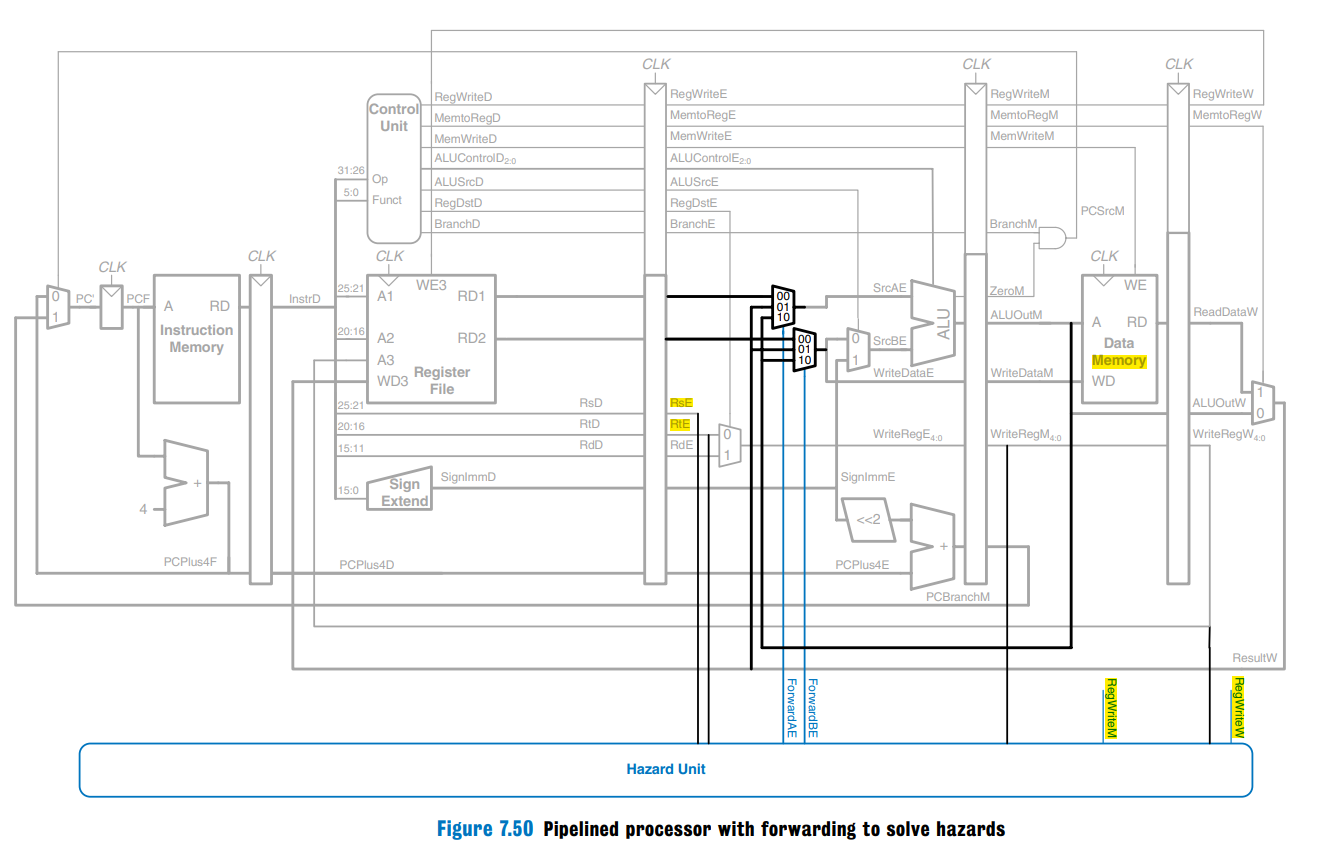 CLK
CLK
CLK
RegWriteD
RegWriteE
RegWriteM
RegWriteW
Control
Unit
MemtoRegD
MemtoRegE
MemtoRegM
MemtoRegW
MemWriteD
MemWriteE
MemWriteM
ALUControlD2:0
ALUControlE2:0
31:26
Op
ALUSrcD
ALUSrcE
5:0
Funct
RegDstD
RegDstE
PCSrcM
BranchD
BranchE
BranchM
CLK
CLK
CLK
CLK
WE3
WE
25:21
A1
RD1
0
1
PC'
PCF
A
RD
InstrD
00
01
10
SrcAE
ZeroM
ALU
ALUOutM
ReadDataW
Instruction
Memory
20:16
A2
RD2
00
01
10
0
1
SrcBE
A
RD
Data
Memory
A3
WD3
Register
File
WriteDataE
WriteDataM
WD
1
0
ALUOutW
25:21
RsD
RsE
20:16
RtD
RtE
15:11
RdD
RdE
0
1
WriteRegE4:0
WriteRegM4:0
WriteRegW4:0
SignImmD
SignImmE
15:0
Sign
Extend
+
4
<<2
+
PCPlus4F
PCPlus4D
PCPlus4E
PCBranchM
ResultW
ForwardAE
ForwardBE
RegWriteM
RegWriteW
Hazard Unit
Figure 7.50 Pipelined processor with forwarding to solve hazards